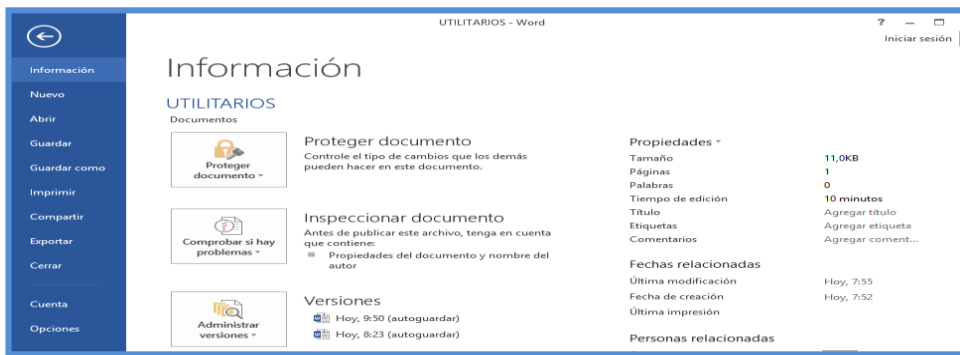 UTILITARIOS - Word
?
Iniciar sesión
Información
Nuevo
Abrir
Guardar
Guardar como
Imprimir
Compartir
Exportar
Cerrar
Cuenta
Opciones
Información
UTILITARIOS
Documentos
Proteger documento
Proteger documento
Controle el tipo de cambios que los demás
pueden hacer en este documento.
Comprobar si hay
problemas
Inspeccionar documento
Antes de publicar este archivo, tenga en cuenta
que contiene:
Propiedades del documento y nombre del
autor
Administrar
versiones
Versiones
Hoy, 9:50 (autoguardar)
Hoy, 8:23 (autoguardar)
Propiedades
Tamaño 11,0KB
Páginas 1
Palabras 0
Tiempo de edición 10 minutos
Título Agregar título
Etiquetas Agregar etiqueta
Comentarios Agregar coment...
Fechas relacionadas
Última modificación Hoy, 7:55
Fecha de creación Hoy, 7:52
Última impresión
Personas relacionadas